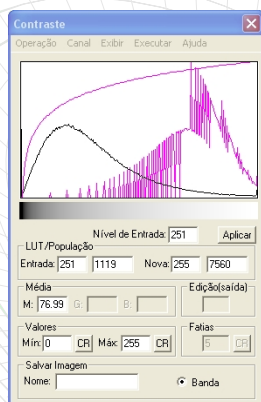 Contraste
Operação Canal Exibir Executar Ajuda
Nível de Entrada: 251 Aplicar
LUT/População
Entrada: 251 1119 Nova: 255 7560
Média Edição(saída)
M: 76.99 G: B:
Valores Fatias
Mín: 0 CR Máx: 255 CR 5 CR
Salvar Imagem
Nome: Banda